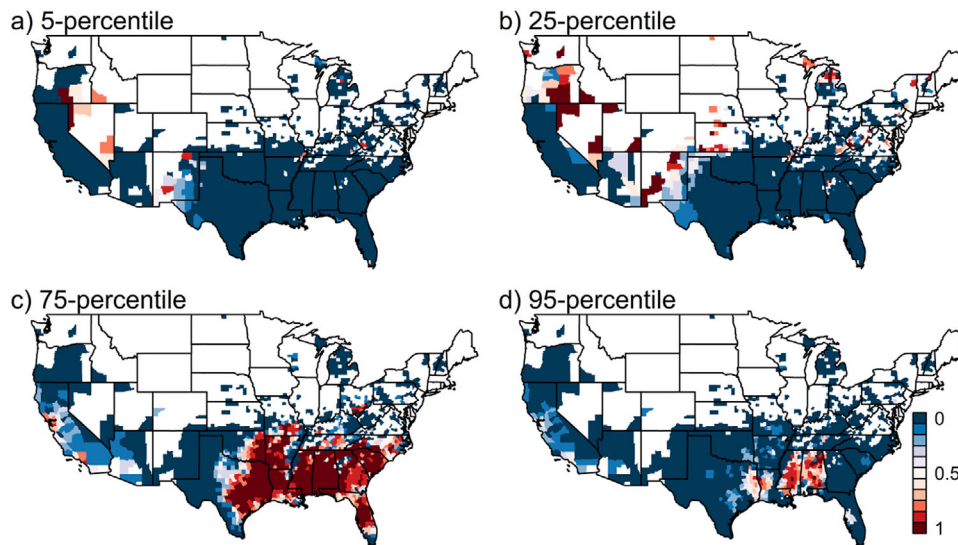 a) 5-percentile
b) 25-percentile
c) 75-percentile
d) 95-percentile
0
0.5
1